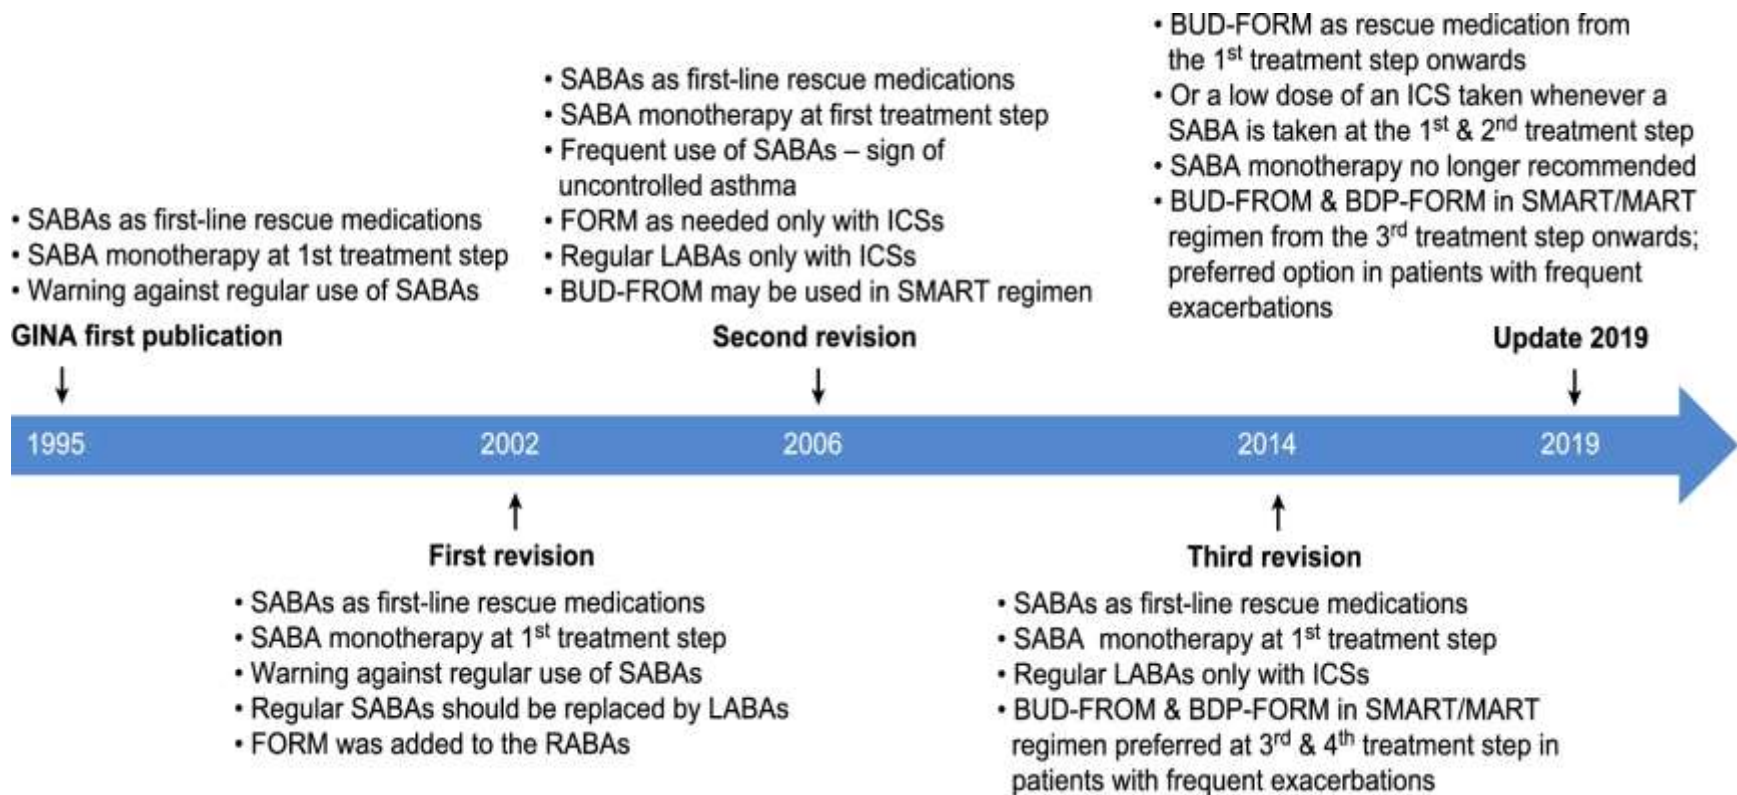 • SABAs as first-line rescue medications
• SABA monotherapy at 1st treatment step
• Warning against regular use of SABAs
GINA first publication
• SABAs as first-line rescue medications
• SABA monotherapy at first treatment step
• Frequent use of SABAs – sign of
uncontrolled asthma
• FORM as needed only with ICSs
• Regular LABAs only with ICSs
• BUD-FROM may be used in SMART regimen
Second revision
• BUD-FORM as rescue medication from
the 1st treatment step onwards
• Or a low dose of an ICS taken whenever a
SABA is taken at the 1st & 2nd treatment step
• SABA monotherapy no longer recommended
• BUD-FROM & BDP-FORM in SMART/MART
regimen from the 3rd treatment step onwards;
preferred option in patients with frequent
exacerbations
Update 2019
1995
2002
2006
2014
2019
First revision
• SABAs as first-line rescue medications
• SABA monotherapy at 1st treatment step
• Warning against regular use of SABAs
• Regular SABAs should be replaced by LABAs
• FORM was added to the RABAs
Third revision
• SABAs as first-line rescue medications
• SABA monotherapy at 1st treatment step
• Regular LABAs only with ICSs
• BUD-FROM & BDP-FORM in SMART/MART
regimen preferred at 3rd & 4th treatment step in
patients with frequent exacerbations